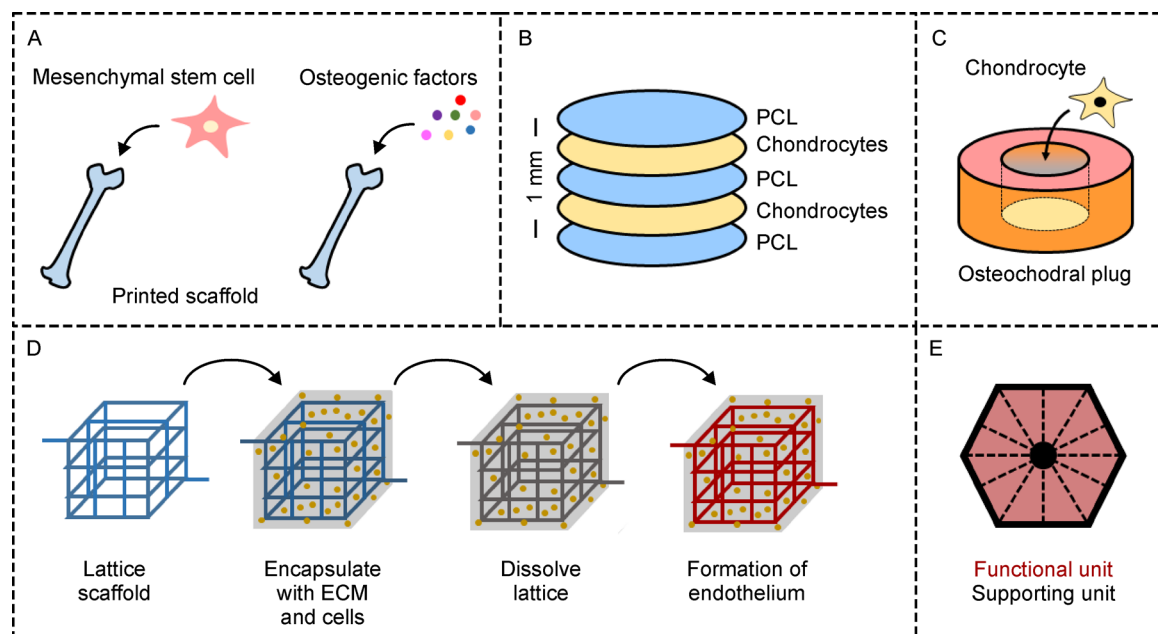 A
Mesenchymal stem cell
Osteogenic factors
Printed scaffold
B
1 mm
PCL
Chondrocytes
PCL
Chondrocytes
PCL
C
Chondrocyte
Osteochodral plug
D
Lattice
scaffold
Encapsulate
with ECM
and cells
Dissolve
lattice
Formation of
endothelium
E
Functional unit
Supporting unit